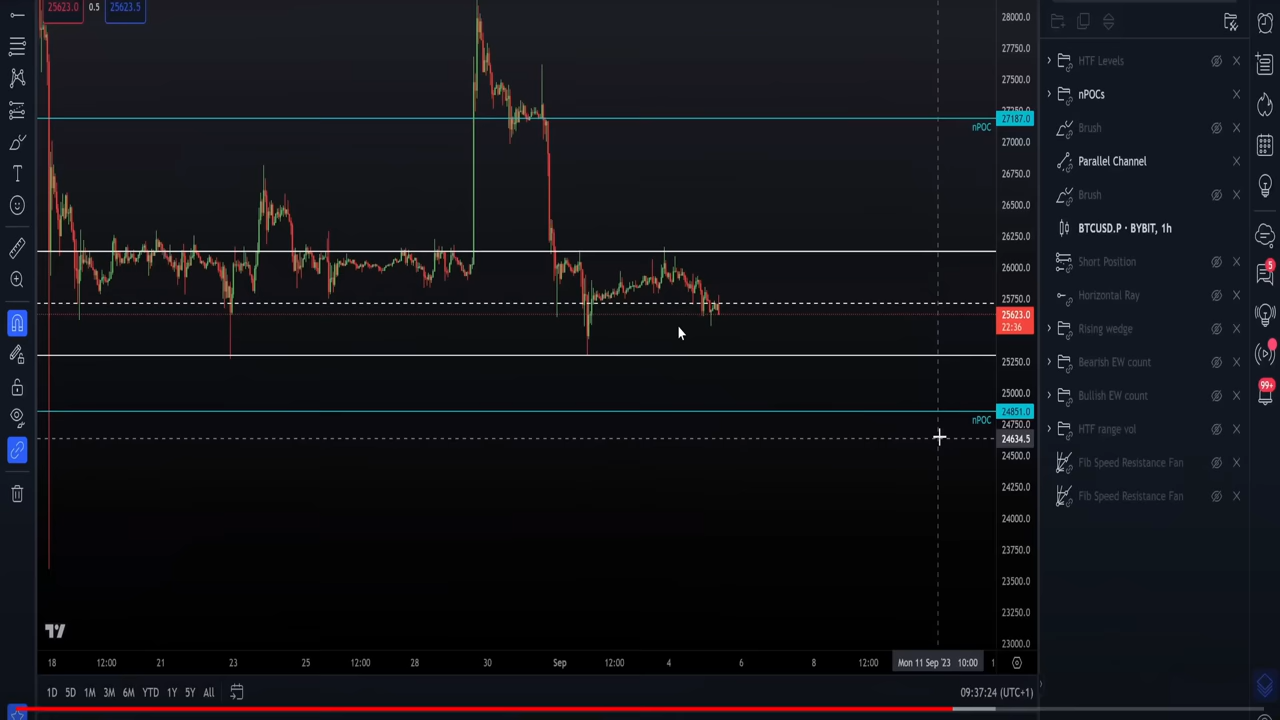 25623.0 0.5 25623.5
28000.0
27750.0
27500.0
27250.0
27187.0
nPOC
27000.0
26750.0
26500.0
26250.0
26000.0
25750.0
25623.0
22:36
25250.0
25000.0
24851.0
nPOC
24750.0
24634.5
24500.0
24250.0
24000.0
23750.0
23500.0
23250.0
23000.0
18 12:00 21 23 25 12:00 28 30 Sep 12:00 4 6 8 12:00 Mon 11 Sep '23 10:00 1
1D 5D 1M 3M 6M YTD 1Y 5Y All
09:37:24 (UTC+1)
HTF Levels
nPOCs
Brush
Parallel Channel
Brush
BTCUSD.P · BYBIT, 1h
Short Position
Horizontal Ray
Rising wedge
Bearish EW count
Bullish EW count
HTF range vol
Fib Speed Resistance Fan
Fib Speed Resistance Fan
5
99+